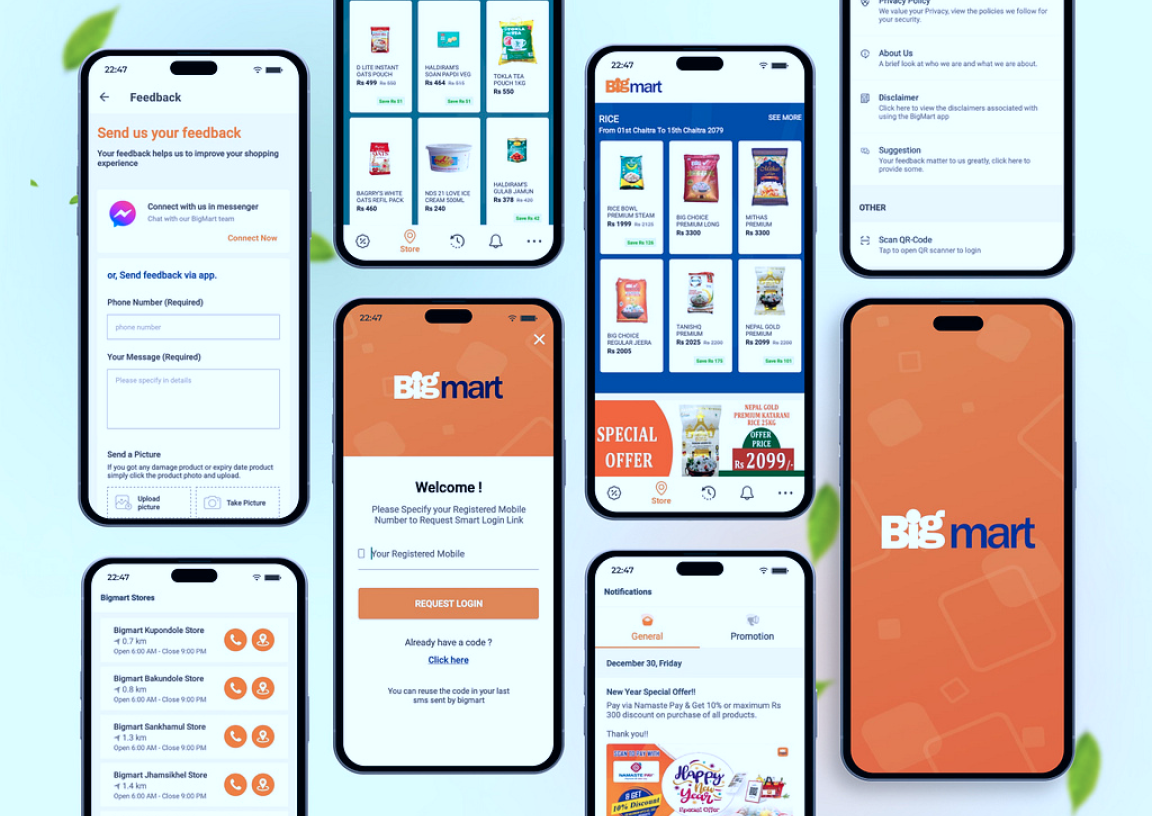 22:47
Feedback
Send us your feedback
Your feedback helps us to improve your shopping
experience
Connect with us in messenger
Chat with our BigMart team
Connect Now
or, Send feedback via app.
Phone Number (Required)
phone number
Your Message (Required)
Please specify in details
Send a Picture
If you got any damage product or expiry date product
simply click the product photo and upload.
Upload
picture
Take Picture
22:47
Bigmart Stores
Bigmart Kupondole Store
0.7 km
Open 6:00 AM - Close 9:00 PM
Bigmart Bakundole Store
0.8 km
Open 6:00 AM - Close 9:00 PM
Bigmart Sankhamul Store
1.3 km
Open 6:00 AM - Close 9:00 PM
Bigmart Jhamsikhel Store
1.4 km
Open 6:00 AM - Close 9:00 PM
O LITE INSTANT
OATS POUCH
Rs 499 Rs 550
Save Rs 51
HALDIRAM'S
SOAN PAPDI VEG
Rs 464 Rs 515
Save Rs 51
TOKLA TEA
POUCH 1KG
Rs 550
BAGRRY'S WHITE
OATS REFIL PACK
Rs 460
NDS 21 LOVE ICE
CREAM 500ML
Rs 240
HALDIRAM'S
GULAB JAMUN
Rs 378 Rs 420
Save Rs 42
Store
22:47
Bigmart
Welcome !
Please Specify your Registered Mobile
Number to Request Smart Login Link
Your Registered Mobile
REQUEST LOGIN
Already have a code ?
Click here
You can reuse the code in your last
sms sent by bigmart
22:47
Bigmart
RICE
SEE MORE
From 01st Chaitra To 15th Chaitra 2079
RICE BOWL
PREMIUM STEAM
Rs 1999 Rs 2125
Save Rs 126
BIG CHOICE
PREMIUM LONG
Rs 3300
MITHAS
PREMIUM
Rs 3300
BIG CHOICE
REGULAR JEERA
Rs 2005
TANISHQ
PREMIUM
Rs 2025 Rs 2200
Save Rs 175
NEPAL GOLD
PREMIUM
Rs 2099 Rs 2200
Save Rs 101
SPECIAL
OFFER
NEPAL GOLD
PREMIUM KATARANI
RICE 25KG
OFFER
PRICE
Rs 2099/-
Store
22:47
Notifications
General
Promotion
December 30, Friday
New Year Special Offer!!
Pay via Namaste Pay & Get 10% or maximum Rs
300 discount on purchase of all products.
Thank you!!
SCAN TO PAY WITH
NAMASTE PAY
& GET
10% Discount
Happy
New
Year
Special Offer
Privacy Policy
We value your Privacy, view the policies we follow for
your security.
About Us
A brief look at who we are and what we are about.
Disclaimer
Click here to view the disclaimers associated with
using the BigMart app
Suggestion
Your feedback matter to us greatly, click here to
provide some.
OTHER
Scan QR-Code
Tap to open QR scanner to login
Bigmart